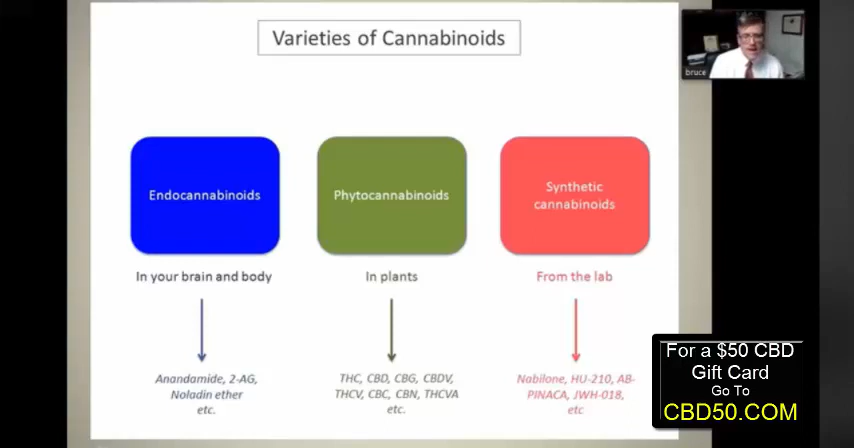 Varieties of Cannabinoids
bruce
Endocannabinoids
Phytocannabinoids
Synthetic
cannabinoids
In your brain and body
In plants
From the lab
Anandamide, 2-AG,
Noladin ether
etc.
THC, CBD, CBG, CBDV,
THCV, CBC, CBN, THCVA
etc.
Nabilone, HU-210, AB-
PINACA, JWH-018,
etc
For a $50 CBD
Gift Card
Go To
CBD50.COM